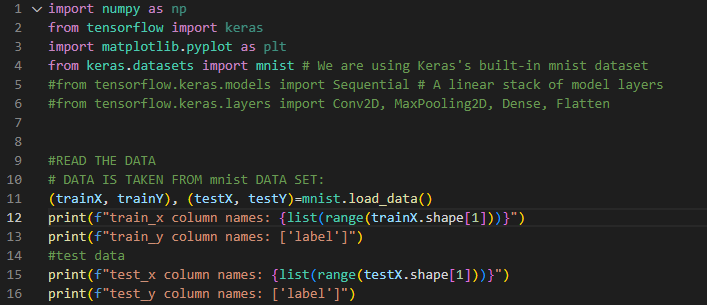 1 import numpy as np
2 from tensorflow import keras
3 import matplotlib.pyplot as plt
4 from keras.datasets import mnist # We are using Keras's built-in mnist dataset
5 #from tensorflow.keras.models import Sequential # A linear stack of model layers
6 #from tensorflow.keras.layers import Conv2D, MaxPooling2D, Dense, Flatten
7
8
9 #READ THE DATA
10 # DATA IS TAKEN FROM mnist DATA SET:
11 (trainX, trainY), (testX, testY)=mnist.load_data()
12 print(f"train_x column names: {list(range(trainX.shape[1]))}")
13 print(f"train_y column names: ['label']")
14 #test data
15 print(f"test_x column names: {list(range(testX.shape[1]))}")
16 print(f"test_y column names: ['label']")